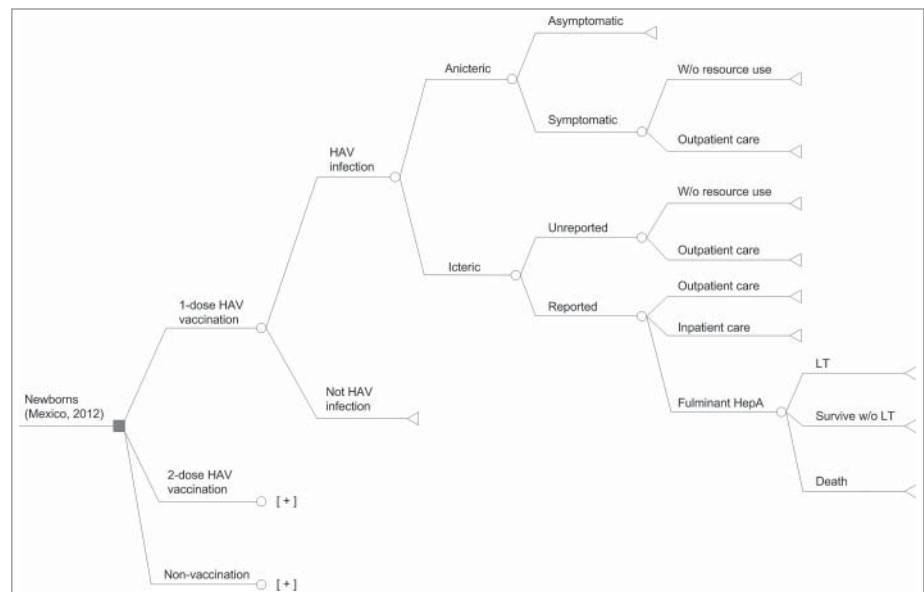 Asymptomatic
Anicteric
W/o resource use
Symptomatic
Outpatient care
HAV
infection
W/o resource use
Unreported
Outpatient care
Icteric
Outpatient care
Reported
Inpatient care
1-dose HAV
vaccination
LT
Not HAV
infection
Fulminant HepA
Survive w/o LT
Newborns
(Mexico, 2012)
Death
2-dose HAV
vaccination
[ + ]
Non-vaccination
[ + ]